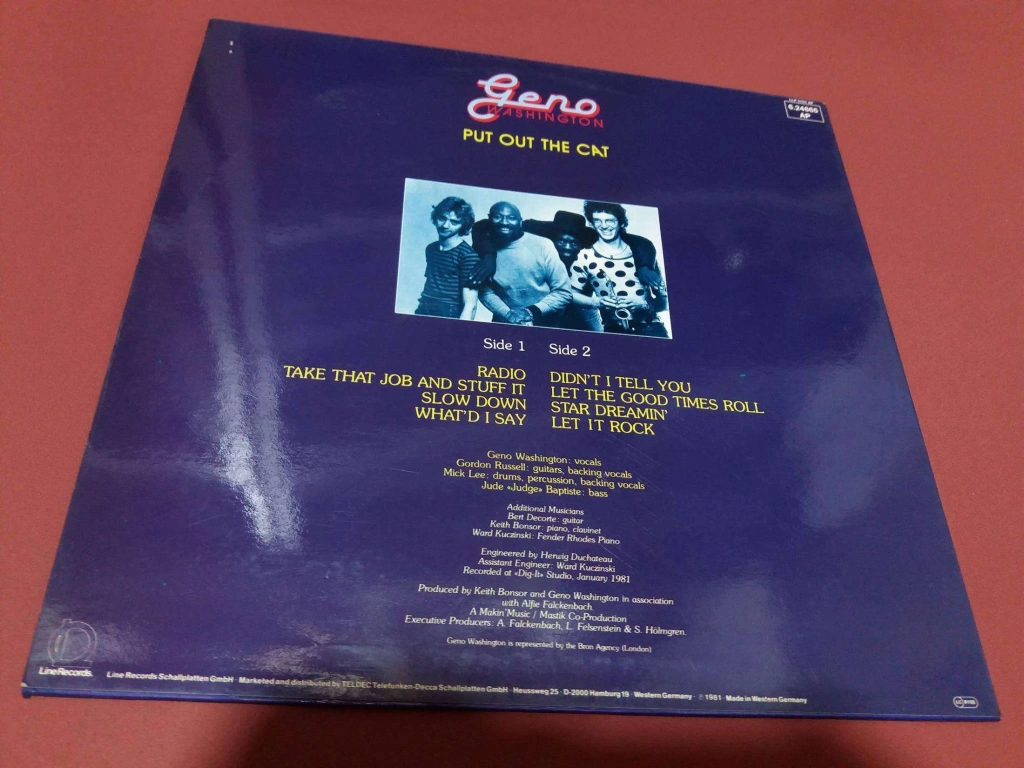 Geno
WASHINGTON
PUT OUT THE CAT
6.24665
AP
Side 1
RADIO
TAKE THAT JOB AND STUFF IT
SLOW DOWN
WHAT'D I SAY
Side 2
DIDN'T I TELL YOU
LET THE GOOD TIMES ROLL
STAR DREAMIN'
LET IT ROCK
Geno Washington: vocals
Gordon Russell: guitars, backing vocals
Mick Lee: drums, percussion, backing vocals
Jude «Judge» Baptiste: bass
Additional Musicians
Bert Decorte: guitar
Keith Bonsor: piano, clavinet
Ward Kuczinski: Fender Rhodes Piano
Engineered by Herwig Duchateau
Assistant Engineer: Ward Kuczinski
Recorded at «Dig-It» Studio, January 1981
Produced by Keith Bonsor and Geno Washington in association
with Alfie Falckenbach.
A Makin' Music / Mastik Co-Production
Executive Producers: A. Falckenbach, L. Felsenstein & S. Hölmgren.
Geno Washington is represented by the Bron Agency (London)
Line Records.
Line Records Schallplatten GmbH · Marketed and distributed by TELDEC Telefunken-Decca Schallplatten GmbH · Heussweg 25 · D-2000 Hamburg 19 · Western Germany · ℗ 1981 · Made in Western Germany